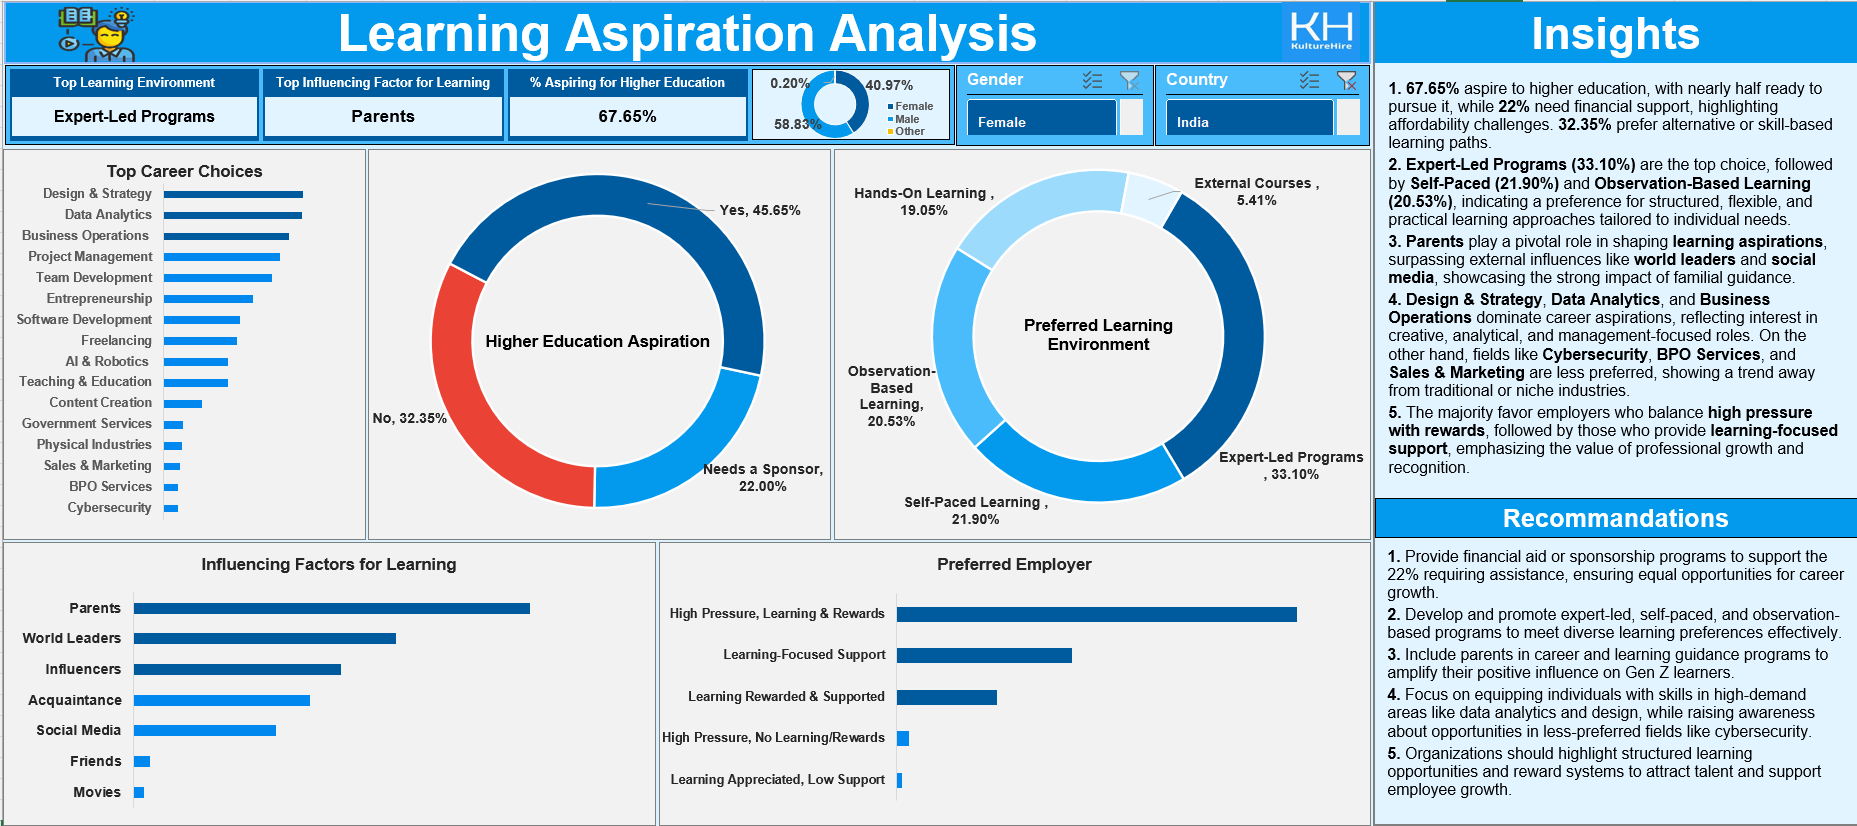 Learning Aspiration Analysis
KH
KultureHire
Top Learning Environment
Expert-Led Programs
Top Influencing Factor for Learning
Parents
% Aspiring for Higher Education
67.65%
0.20%
40.97%
58.83%
Female
Male
Other
Gender
Female
Country
India
Top Career Choices
Design & Strategy
Data Analytics
Business Operations
Project Management
Team Development
Entrepreneurship
Software Development
Freelancing
AI & Robotics
Teaching & Education
Content Creation
Government Services
Physical Industries
Sales & Marketing
BPO Services
Cybersecurity
Yes, 45.65%
Higher Education Aspiration
No, 32.35%
Needs a Sponsor,
22.00%
Hands-On Learning ,
19.05%
External Courses ,
5.41%
Preferred Learning
Environment
Observation-
Based
Learning,
20.53%
Expert-Led Programs
, 33.10%
Self-Paced Learning ,
21.90%
Influencing Factors for Learning
Parents
World Leaders
Influencers
Acquaintance
Social Media
Friends
Movies
Preferred Employer
High Pressure, Learning & Rewards
Learning-Focused Support
Learning Rewarded & Supported
High Pressure, No Learning/Rewards
Learning Appreciated, Low Support
Insights
1. 67.65% aspire to higher education, with nearly half ready to
pursue it, while 22% need financial support, highlighting
affordability challenges. 32.35% prefer alternative or skill-based
learning paths.
2. Expert-Led Programs (33.10%) are the top choice, followed
by Self-Paced (21.90%) and Observation-Based Learning
(20.53%), indicating a preference for structured, flexible, and
practical learning approaches tailored to individual needs.
3. Parents play a pivotal role in shaping learning aspirations,
surpassing external influences like world leaders and social
media, showcasing the strong impact of familial guidance.
4. Design & Strategy, Data Analytics, and Business
Operations dominate career aspirations, reflecting interest in
creative, analytical, and management-focused roles. On the
other hand, fields like Cybersecurity, BPO Services, and
Sales & Marketing are less preferred, showing a trend away
from traditional or niche industries.
5. The majority favor employers who balance high pressure
with rewards, followed by those who provide learning-focused
support, emphasizing the value of professional growth and
recognition.
Recommandations
1. Provide financial aid or sponsorship programs to support the
22% requiring assistance, ensuring equal opportunities for career
growth.
2. Develop and promote expert-led, self-paced, and observation-
based programs to meet diverse learning preferences effectively.
3. Include parents in career and learning guidance programs to
amplify their positive influence on Gen Z learners.
4. Focus on equipping individuals with skills in high-demand
areas like data analytics and design, while raising awareness
about opportunities in less-preferred fields like cybersecurity.
5. Organizations should highlight structured learning
opportunities and reward systems to attract talent and support
employee growth.